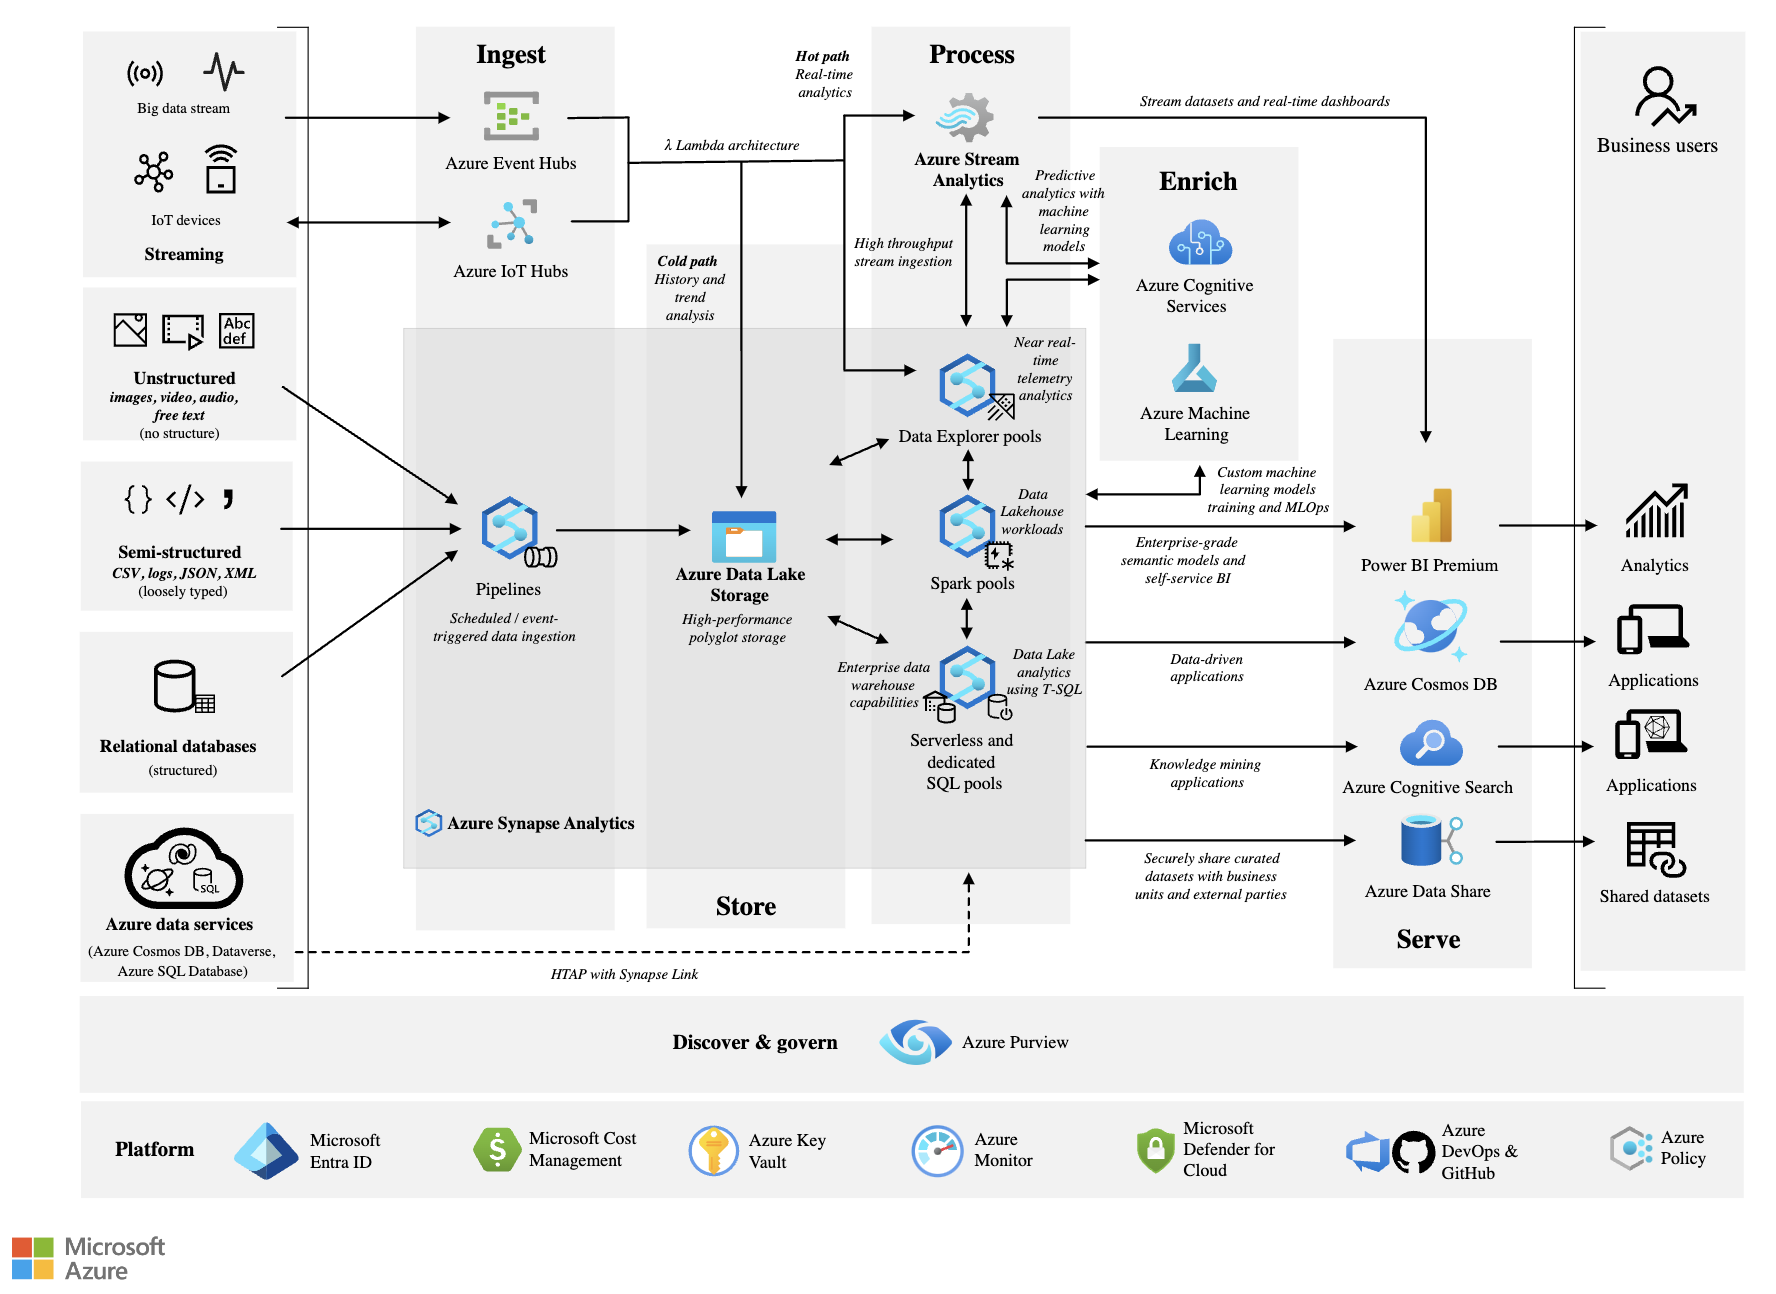 Big data stream
IoT devices
Streaming
Abc
def
Unstructured
images, video, audio,
free text
(no structure)
{} </> ,
Semi-structured
CSV, logs, JSON, XML
(loosely typed)
Relational databases
(structured)
SQL
Azure data services
(Azure Cosmos DB, Dataverse,
Azure SQL Database)
Ingest
Azure Event Hubs
Azure IoT Hubs
λ Lambda architecture
Hot path
Real-time
analytics
Cold path
History and
trend
analysis
Pipelines
Scheduled / event-
triggered data ingestion
Azure Data Lake
Storage
High-performance
polyglot storage
Azure Synapse Analytics
Store
HTAP with Synapse Link
Process
Azure Stream
Analytics
High throughput
stream ingestion
Predictive
analytics with
machine
learning
models
Near real-
time
telemetry
analytics
Data Explorer pools
Data
Lakehouse
workloads
Spark pools
Enterprise data
warehouse
capabilities
Data Lake
analytics
using T-SQL
Serverless and
dedicated
SQL pools
Stream datasets and real-time dashboards
Enrich
Azure Cognitive
Services
Azure Machine
Learning
Custom machine
learning models
training and MLOps
Enterprise-grade
semantic models and
self-service BI
Data-driven
applications
Knowledge mining
applications
Securely share curated
datasets with business
units and external parties
Power BI Premium
Azure Cosmos DB
Azure Cognitive Search
Azure Data Share
Serve
Business users
Analytics
Applications
Applications
Shared datasets
Discover & govern
Azure Purview
Platform
Microsoft
Entra ID
$
Microsoft Cost
Management
Azure Key
Vault
Azure
Monitor
Microsoft
Defender for
Cloud
Azure
DevOps &
GitHub
Azure
Policy
Microsoft
Azure